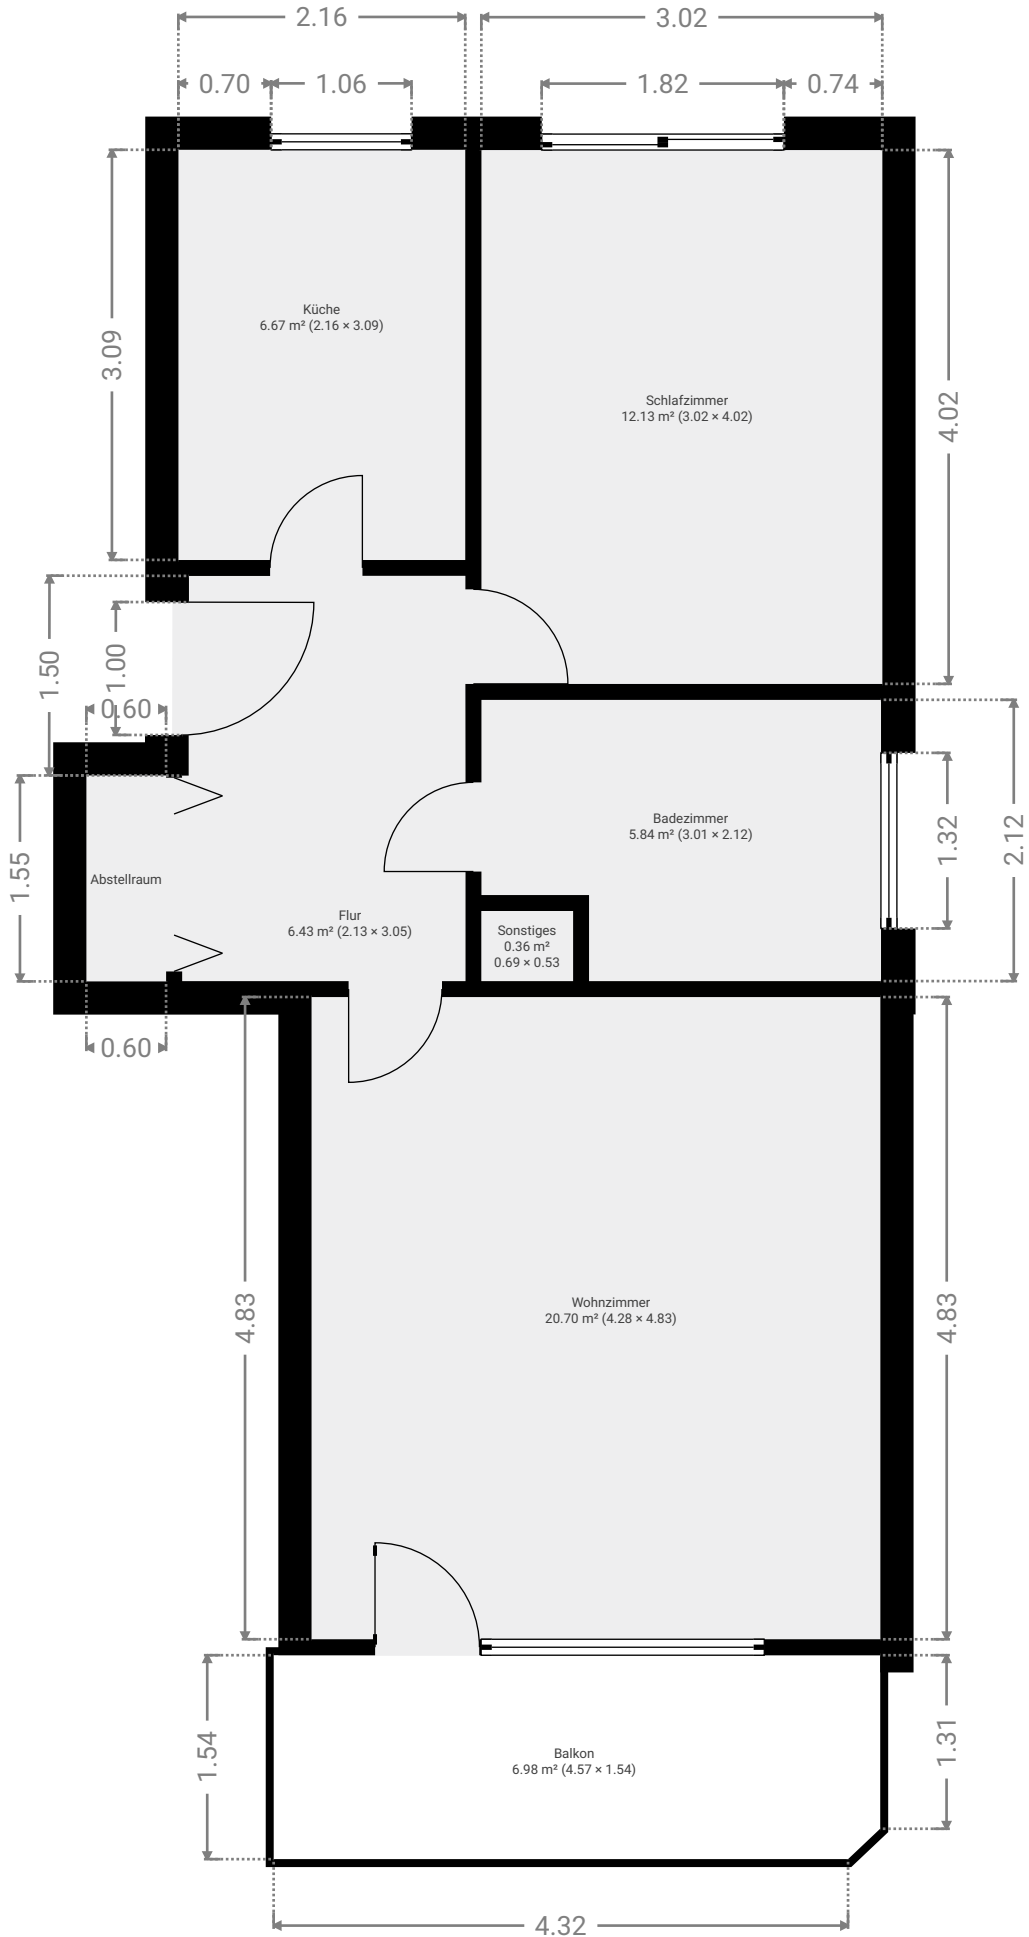 2.16
3.02
0.70
1.06
1.82
0.74
Küche
6.67 m² (2.16 × 3.09)
3.09
Schlafzimmer
12.13 m² (3.02 × 4.02)
4.02
1.50
1.00
0.60
Badezimmer
5.84 m² (3.01 × 2.12)
1.32
2.12
1.55
Abstellraum
Flur
6.43 m² (2.13 × 3.05)
Sonstiges
0.36 m²
0.69 × 0.53
0.60
Wohnzimmer
20.70 m² (4.28 × 4.83)
4.83
4.83
1.54
Balkon
6.98 m² (4.57 × 1.54)
1.31
4.32